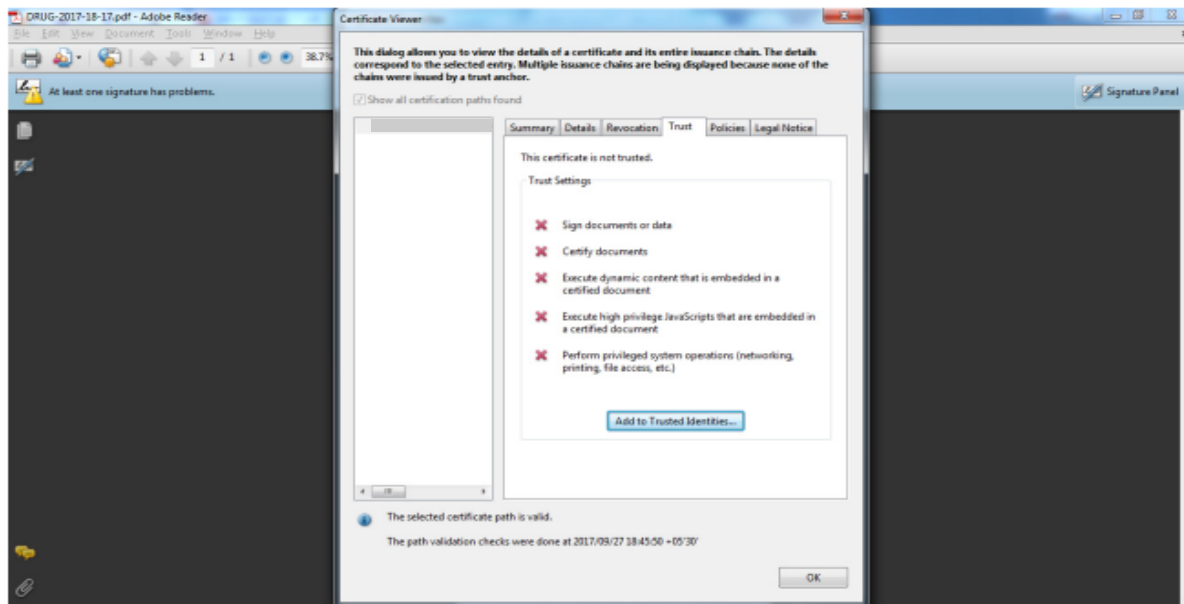 DRUG-2017-18-17.pdf - Adobe Reader
File Edit View Document Tools Window Help
1 / 1 38.7%
At least one signature has problems.
Signature Panel
Certificate Viewer
This dialog allows you to view the details of a certificate and its entire issuance chain. The details
correspond to the selected entry. Multiple issuance chains are being displayed because none of the
chains were issued by a trust anchor.
Show all certification paths found
Summary Details Revocation Trust Policies Legal Notice
This certificate is not trusted.
Trust Settings
Sign documents or data
Certify documents
Execute dynamic content that is embedded in a
certified document
Execute high privilege JavaScripts that are embedded in
a certified document
Perform privileged system operations (networking,
printing, file access, etc.)
Add to Trusted Identities...
The selected certificate path is valid.
The path validation checks were done at 2017/09/27 18:45:50 +05'30'
OK